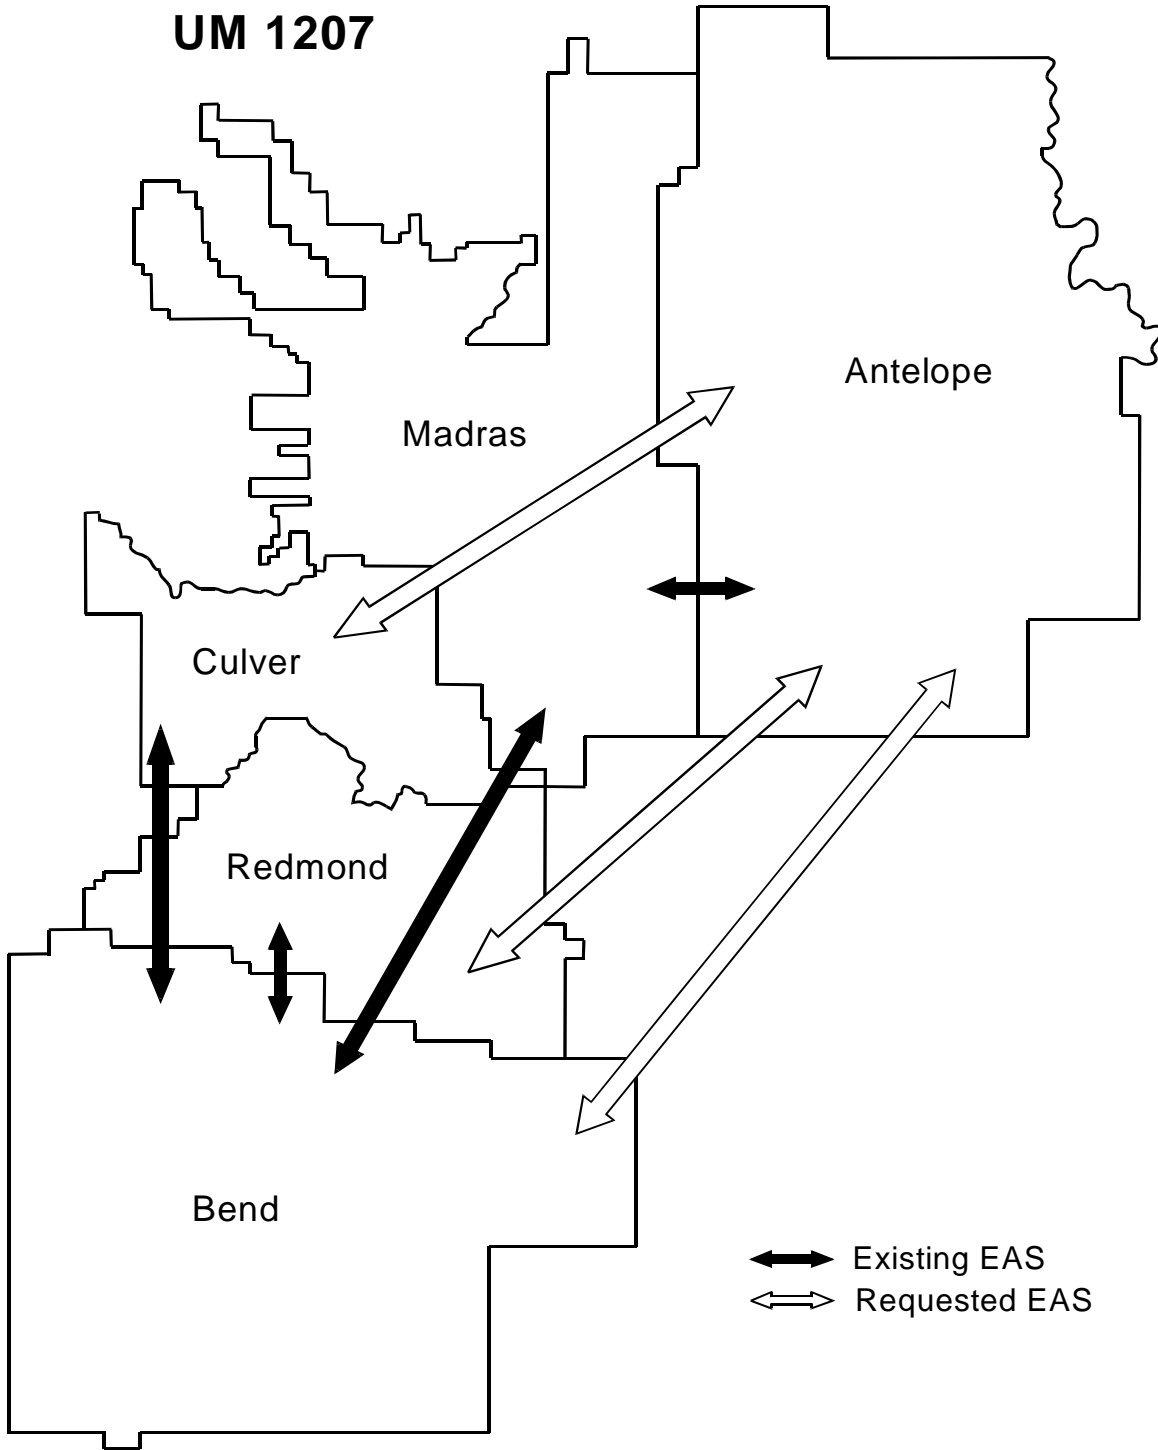 UM 1207
Antelope
Madras
Culver
Redmond
Bend
Existing EAS
Requested EAS